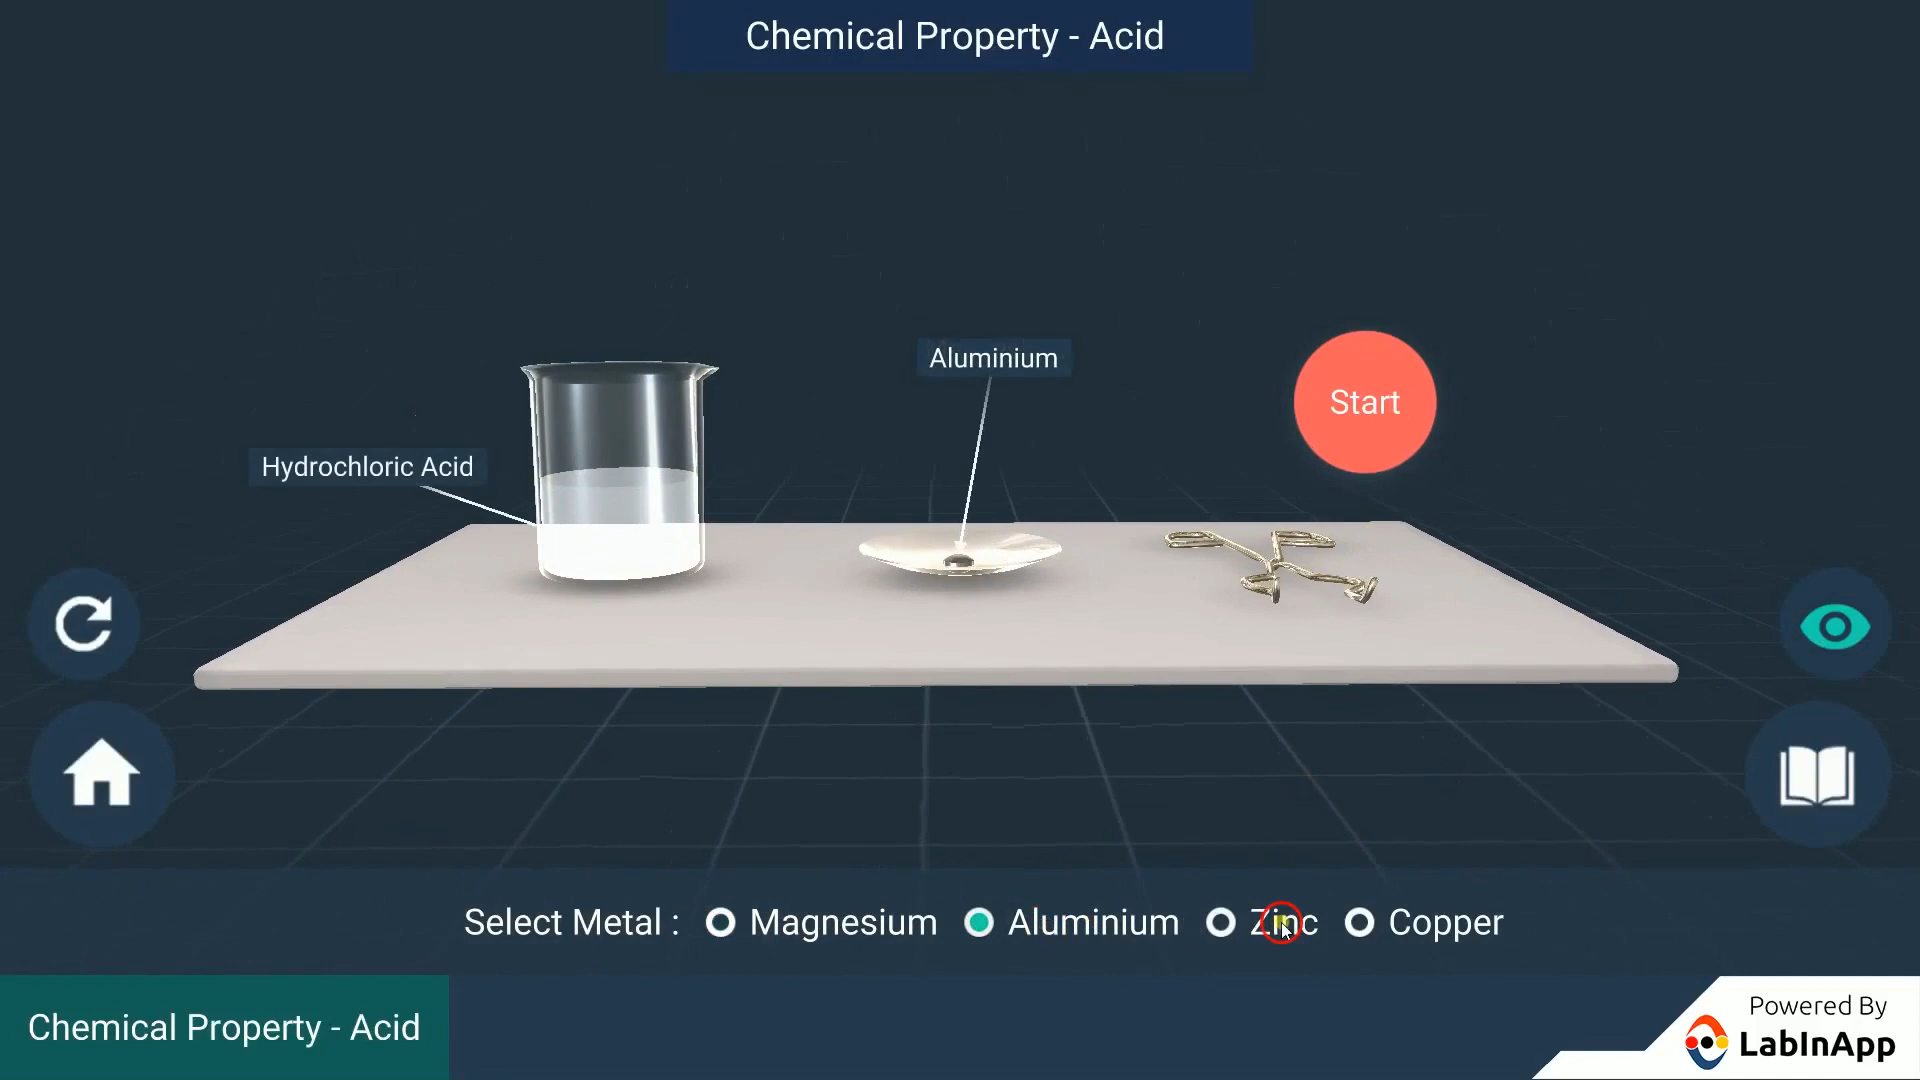 Chemical Property - Acid
Aluminium
Start
Hydrochloric Acid
Select Metal : Magnesium Aluminium Zinc Copper
Chemical Property - Acid
Powered By
LabInApp